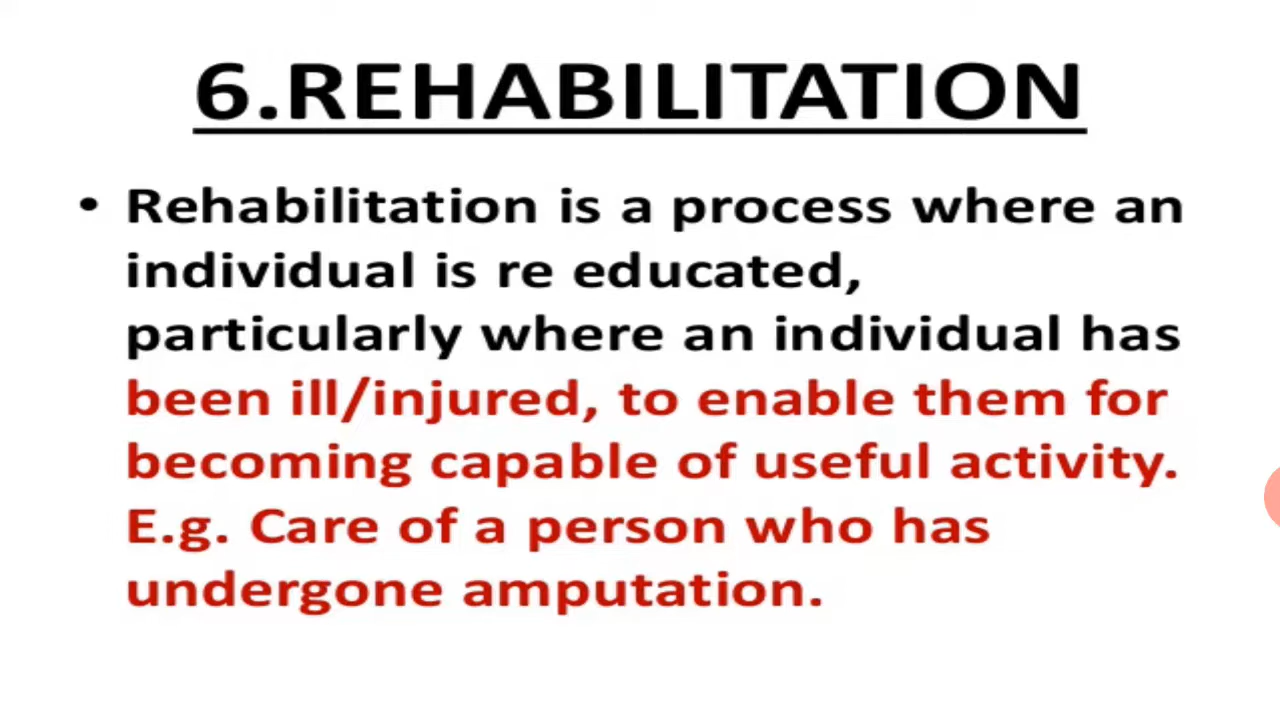 6.REHABILITATION
• Rehabilitation is a process where an
individual is re educated,
particularly where an individual has
been ill/injured, to enable them for
becoming capable of useful activity.
E.g. Care of a person who has
undergone amputation.